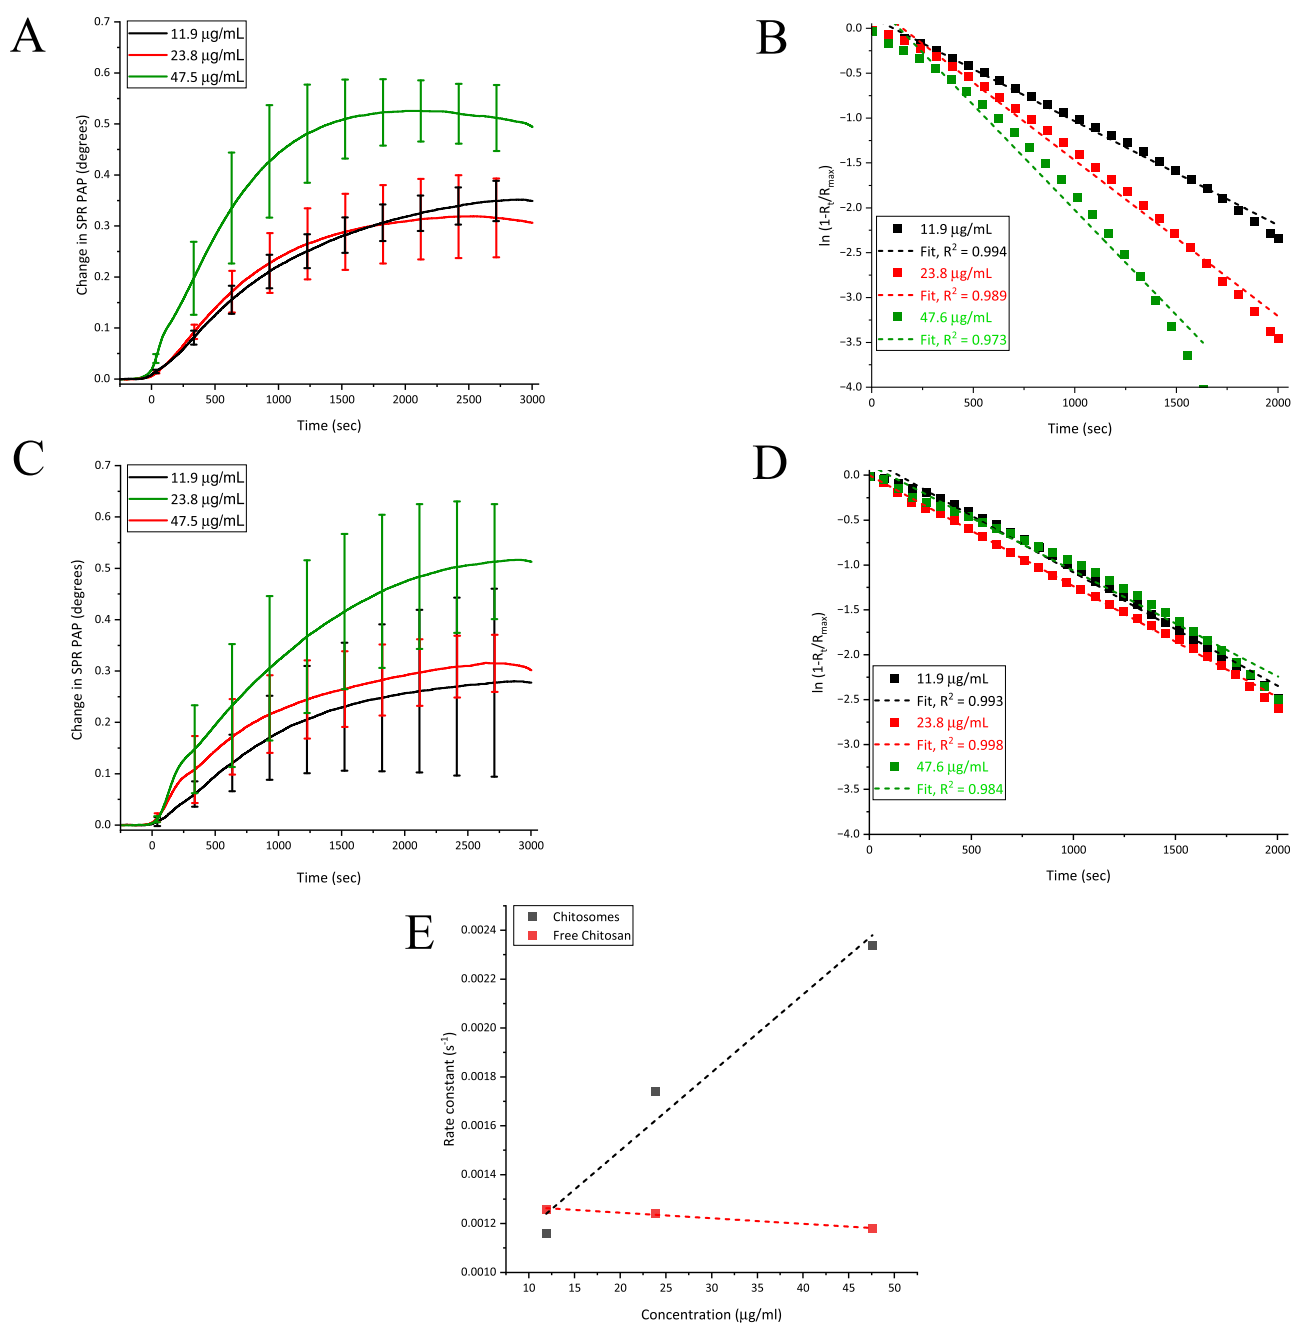 A
0.7
0.6
0.5
0.4
0.3
0.2
0.1
0.0
Change in SPR PAP (degrees)
11.9 µg/mL
23.8 µg/mL
47.5 µg/mL
0
500
1000
1500
2000
2500
3000
Time (sec)
B
0.0
−0.5
−1.0
−1.5
−2.0
−2.5
−3.0
−3.5
−4.0
ln (1-Rt/Rmax)
11.9 µg/mL
Fit, R² = 0.994
23.8 µg/mL
Fit, R² = 0.989
47.6 µg/mL
Fit, R² = 0.973
0
500
1000
1500
2000
Time (sec)
C
0.7
0.6
0.5
0.4
0.3
0.2
0.1
0.0
Change in SPR PAP (degrees)
11.9 µg/mL
23.8 µg/mL
47.5 µg/mL
0
500
1000
1500
2000
2500
3000
Time (sec)
D
0.0
−0.5
−1.0
−1.5
−2.0
−2.5
−3.0
−3.5
−4.0
ln (1-Rt/Rmax)
11.9 µg/mL
Fit, R² = 0.993
23.8 µg/mL
Fit, R² = 0.998
47.6 µg/mL
Fit, R² = 0.984
0
500
1000
1500
2000
Time (sec)
E
Chitosomes
Free Chitosan
0.0024
0.0022
0.0020
0.0018
0.0016
0.0014
0.0012
0.0010
Rate constant (s⁻¹)
10
15
20
25
30
35
40
45
50
Concentration (µg/ml)